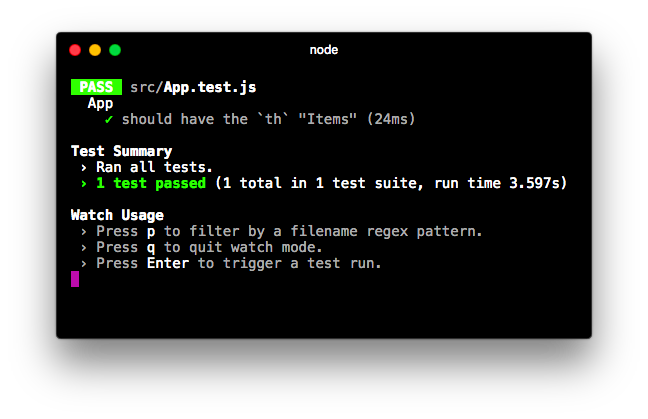 node
PASS src/App.test.js
App
✓ should have the `th` "Items" (24ms)
Test Summary
› Ran all tests.
› 1 test passed (1 total in 1 test suite, run time 3.597s)
Watch Usage
› Press p to filter by a filename regex pattern.
› Press q to quit watch mode.
› Press Enter to trigger a test run.